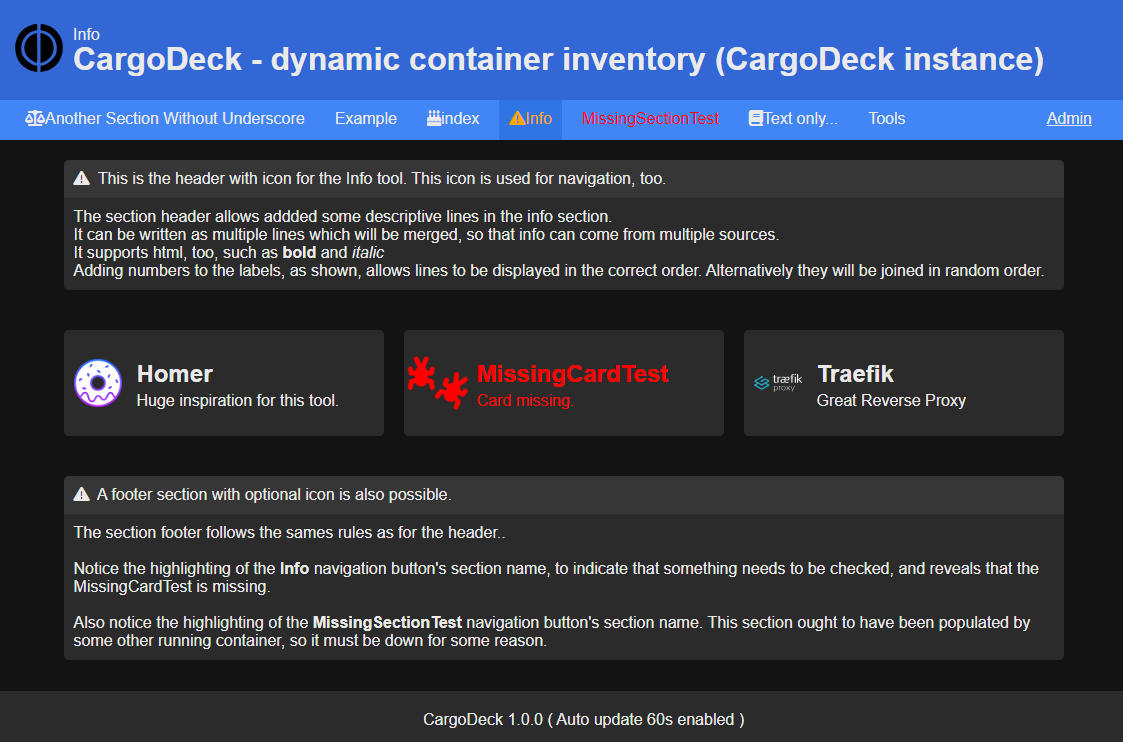 Info
CargoDeck - dynamic container inventory (CargoDeck instance)
Another Section Without Underscore Example index Info MissingSectionTest Text only... Tools Admin
This is the header with icon for the Info tool. This icon is used for navigation, too.
The section header allows addded some descriptive lines in the info section.
It can be written as multiple lines which will be merged, so that info can come from multiple sources.
It supports html, too, such as bold and italic
Adding numbers to the labels, as shown, allows lines to be displayed in the correct order. Alternatively they will be joined in random order.
Homer
Huge inspiration for this tool.
MissingCardTest
Card missing.
træfik
proxy
Traefik
Great Reverse Proxy
A footer section with optional icon is also possible.
The section footer follows the sames rules as for the header..
Notice the highlighting of the Info navigation button's section name, to indicate that something needs to be checked, and reveals that the
MissingCardTest is missing.
Also notice the highlighting of the MissingSectionTest navigation button's section name. This section ought to have been populated by
some other running container, so it must be down for some reason.
CargoDeck 1.0.0 ( Auto update 60s enabled )